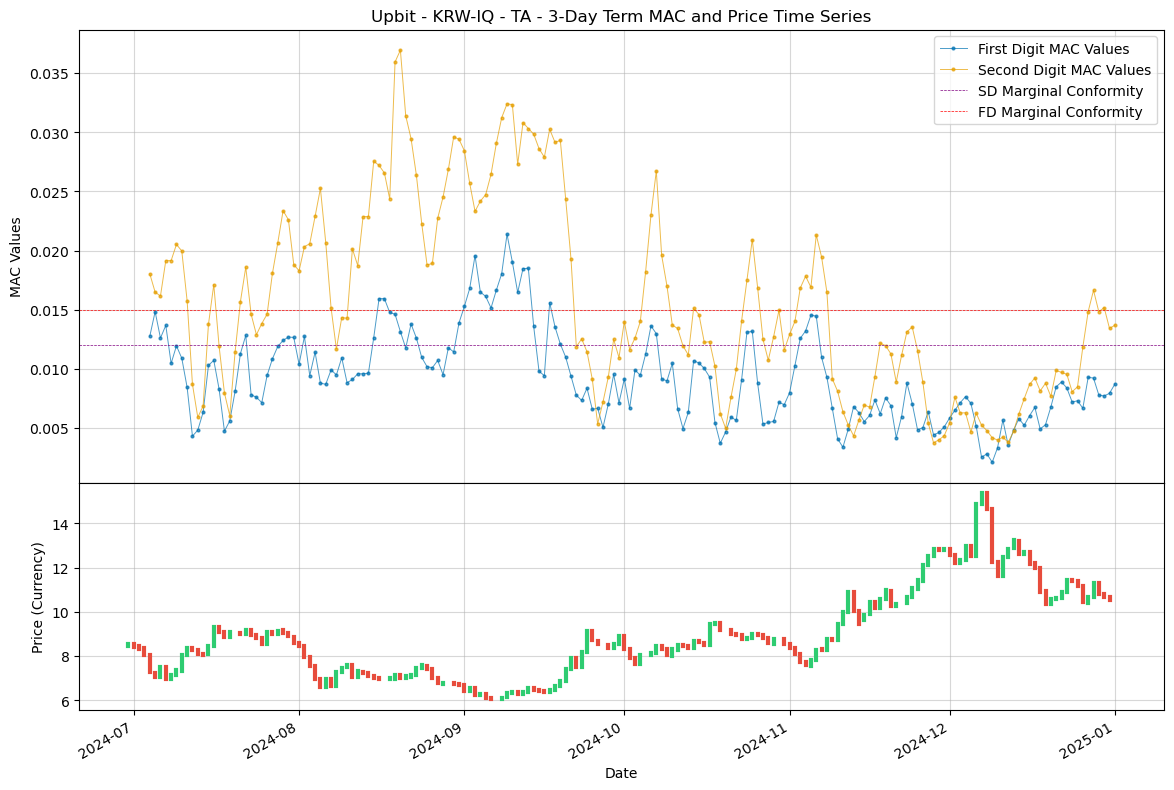 Upbit - KRW-IQ - TA - 3-Day Term MAC and Price Time Series
First Digit MAC Values
Second Digit MAC Values
SD Marginal Conformity
FD Marginal Conformity
MAC Values
0.035
0.030
0.025
0.020
0.015
0.010
0.005
Price (Currency)
14
12
10
8
6
2024-07
2024-08
2024-09
2024-10
2024-11
2024-12
2025-01
Date